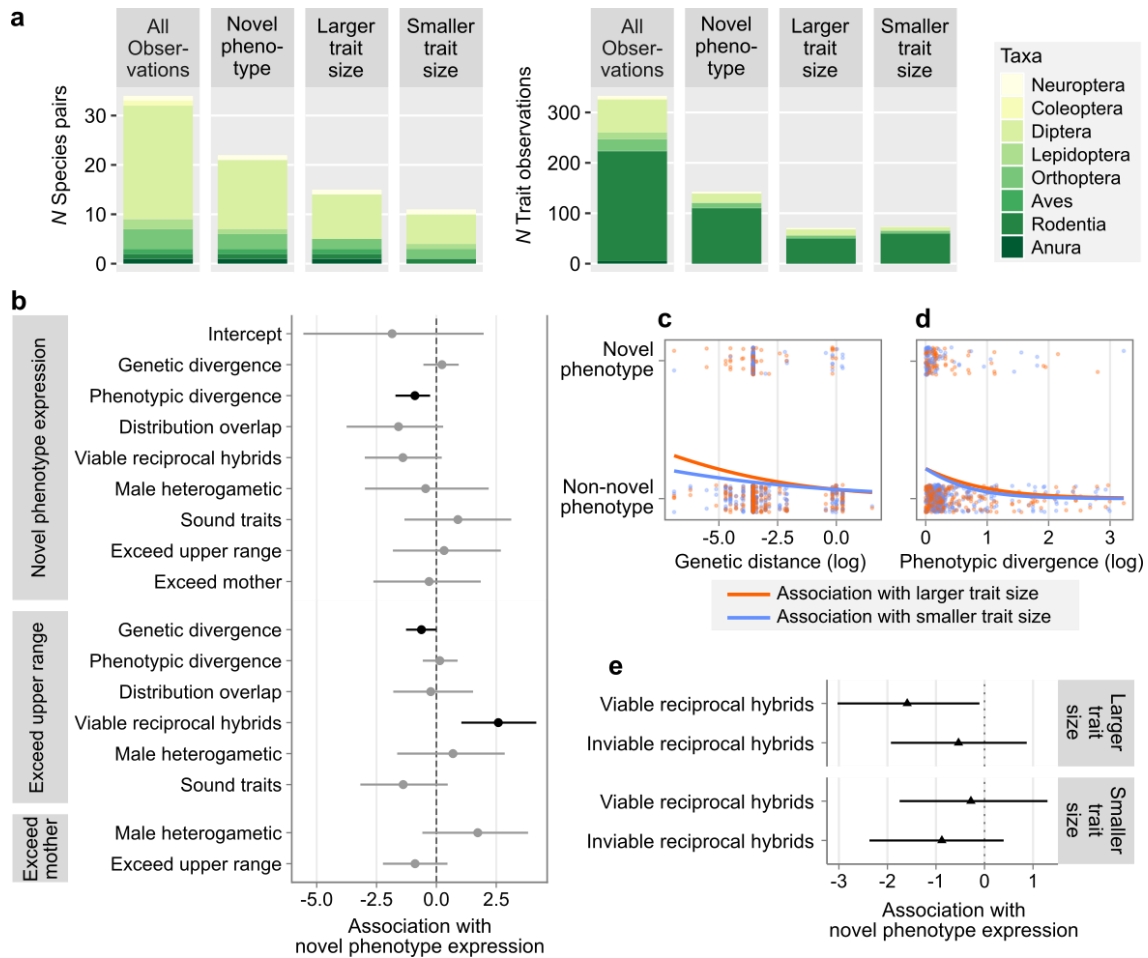 a
All
Obser-
vations
Novel
pheno-
type
Larger
trait
size
Smaller
trait
size
N Species pairs
30
20
10
0
All
Obser-
vations
Novel
pheno-
type
Larger
trait
size
Smaller
trait
size
N Trait observations
300
200
100
0
Taxa
Neuroptera
Coleoptera
Diptera
Lepidoptera
Orthoptera
Aves
Rodentia
Anura
b
Novel phenotype expression
Intercept
Genetic divergence
Phenotypic divergence
Distribution overlap
Viable reciprocal hybrids
Male heterogametic
Sound traits
Exceed upper range
Exceed mother
Exceed upper range
Genetic divergence
Phenotypic divergence
Distribution overlap
Viable reciprocal hybrids
Male heterogametic
Sound traits
Exceed
mother
Male heterogametic
Exceed upper range
-5.0 -2.5 0.0 2.5
Association with
novel phenotype expression
c
d
Novel
phenotype
Non-novel
phenotype
-5.0 -2.5 0.0
Genetic distance (log)
0 1 2 3
Phenotypic divergence (log)
Association with larger trait size
Association with smaller trait size
e
Viable reciprocal hybrids
Inviable reciprocal hybrids
Larger
trait
size
Viable reciprocal hybrids
Inviable reciprocal hybrids
Smaller
trait
size
-3 -2 -1 0 1
Association with
novel phenotype expression